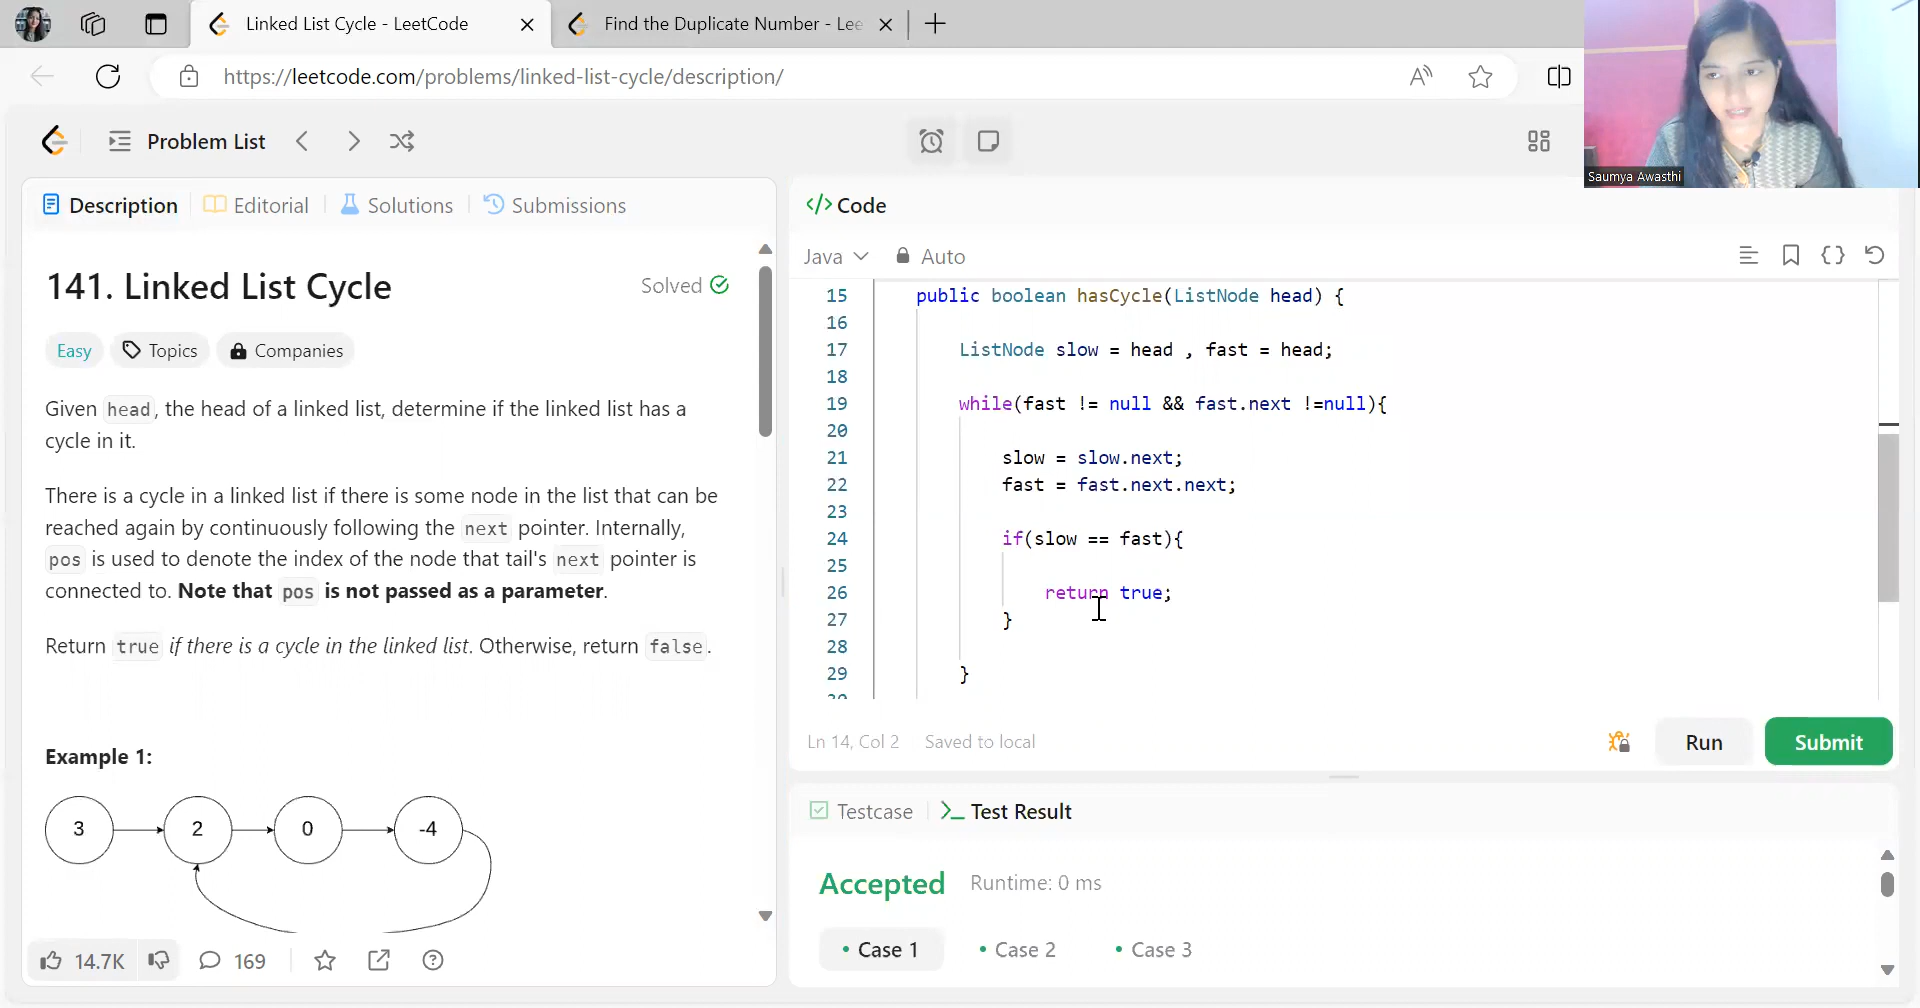 Linked List Cycle - LeetCode
Find the Duplicate Number - Lee
https://leetcode.com/problems/linked-list-cycle/description/
Saumya Awasthi
Problem List
Description
Editorial
Solutions
Submissions
141. Linked List Cycle
Solved
Easy
Topics
Companies
Given head, the head of a linked list, determine if the linked list has a
cycle in it.
There is a cycle in a linked list if there is some node in the list that can be
reached again by continuously following the next pointer. Internally,
pos is used to denote the index of the node that tail's next pointer is
connected to. Note that pos is not passed as a parameter.
Return true if there is a cycle in the linked list. Otherwise, return false.
Example 1:
3 2 0 -4
14.7K
169
</> Code
Java
Auto
15 public boolean hasCycle(ListNode head) {
16
17 ListNode slow = head , fast = head;
18
19 while(fast != null && fast.next !=null){
20
21 slow = slow.next;
22 fast = fast.next.next;
23
24 if(slow == fast){
25
26 return true;
27 }
28
29 }
30
Ln 14, Col 2
Saved to local
Run
Submit
Testcase
>_ Test Result
Accepted
Runtime: 0 ms
• Case 1
• Case 2
• Case 3